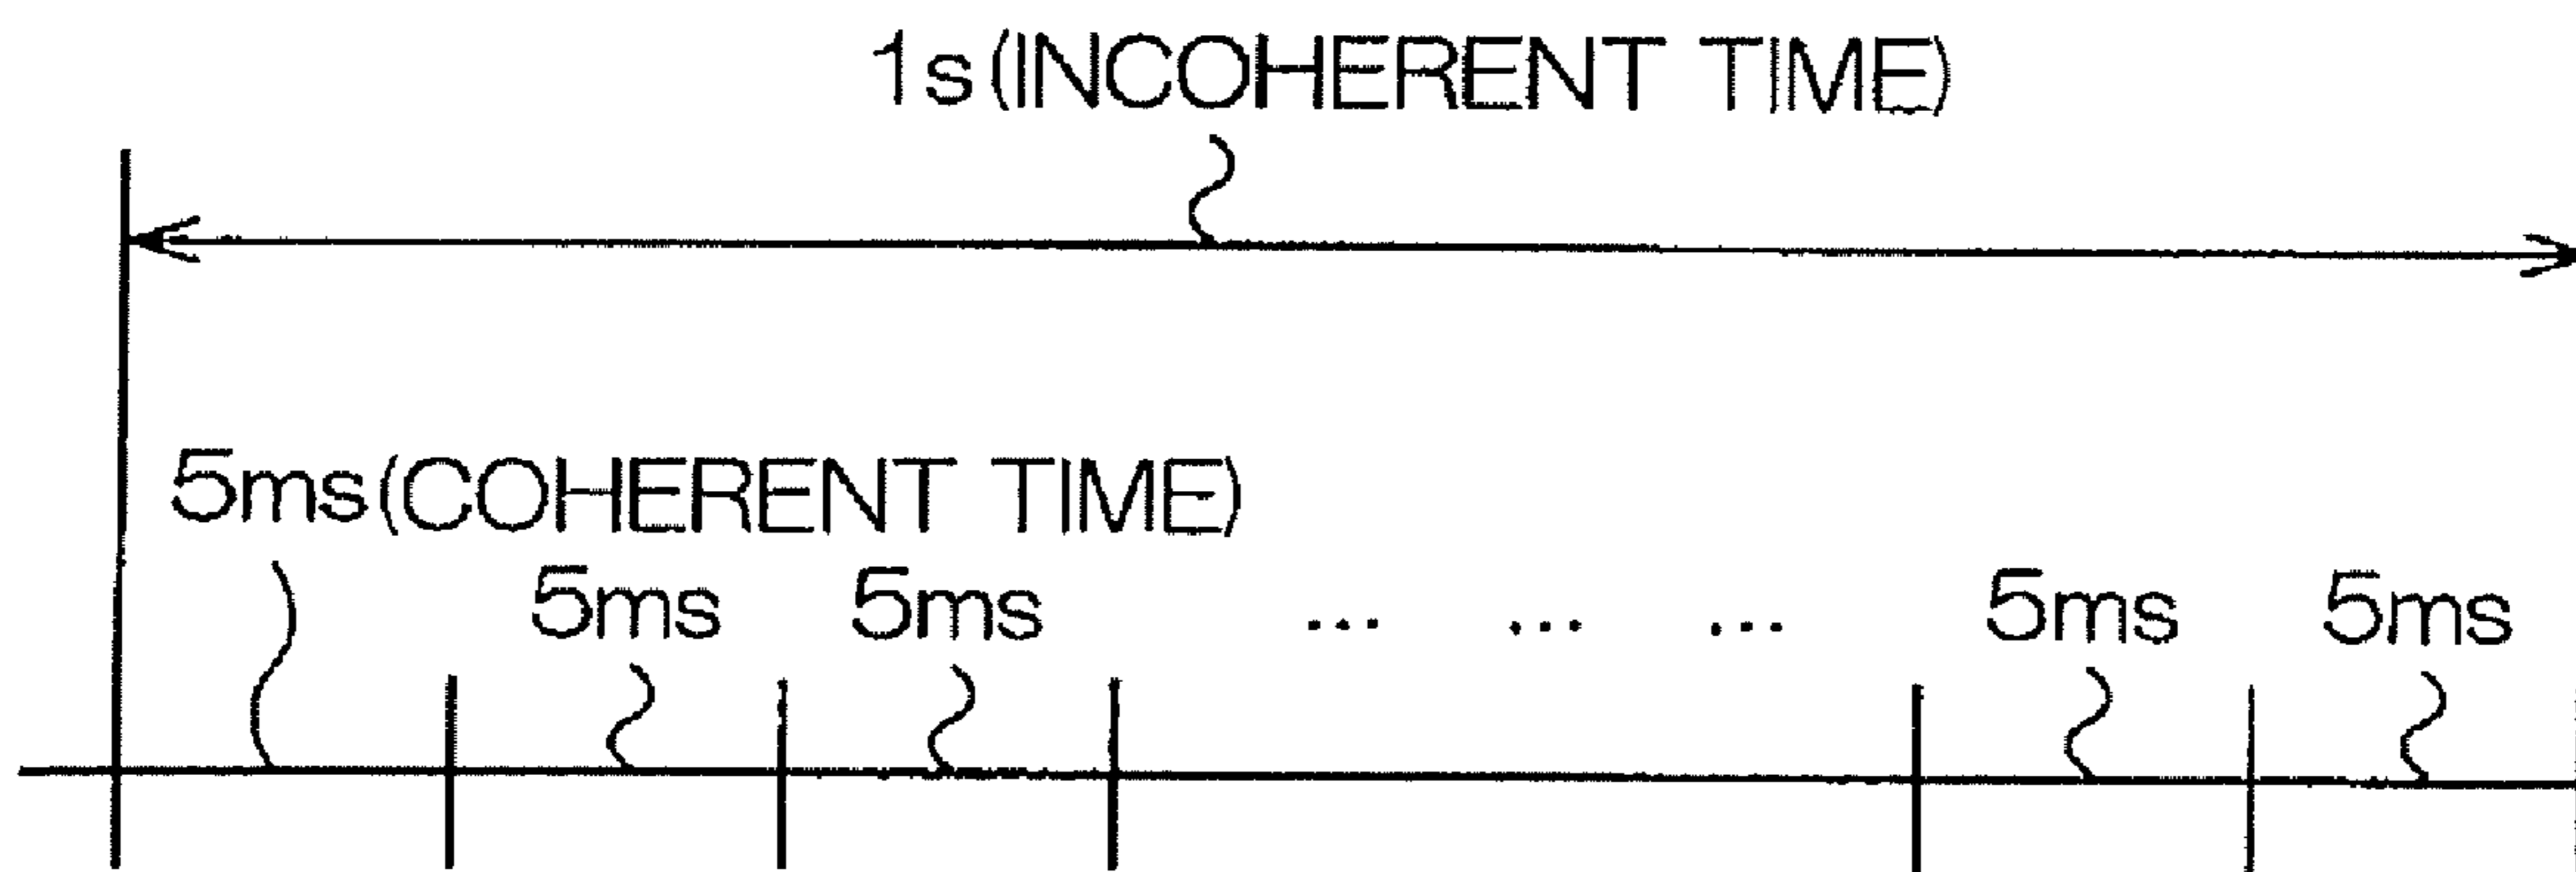 1s(INCOHERENT TIME)
5ms(COHERENT TIME)
5ms 5ms ... ... ... 5ms 5ms